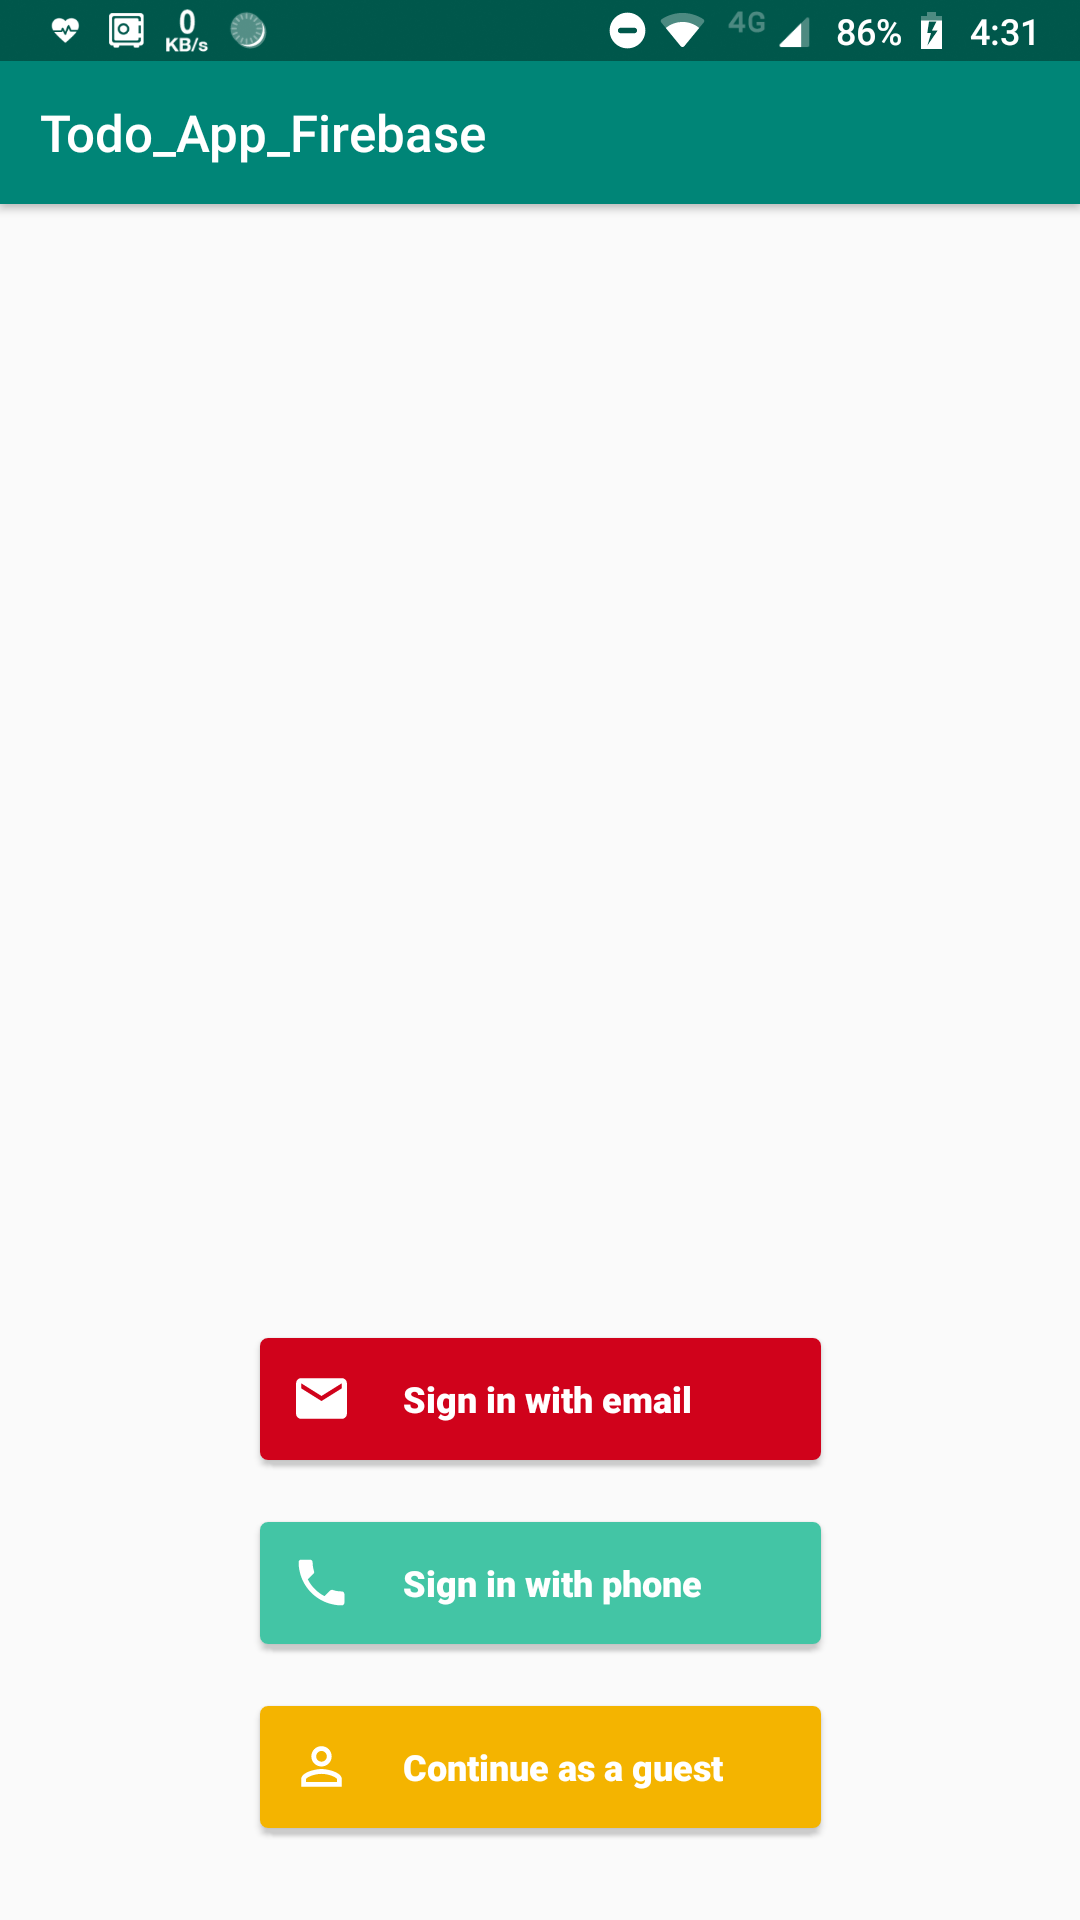 0
KB/s
4G
86%
4:31
Todo_App_Firebase
Sign in with email
Sign in with phone
Continue as a guest